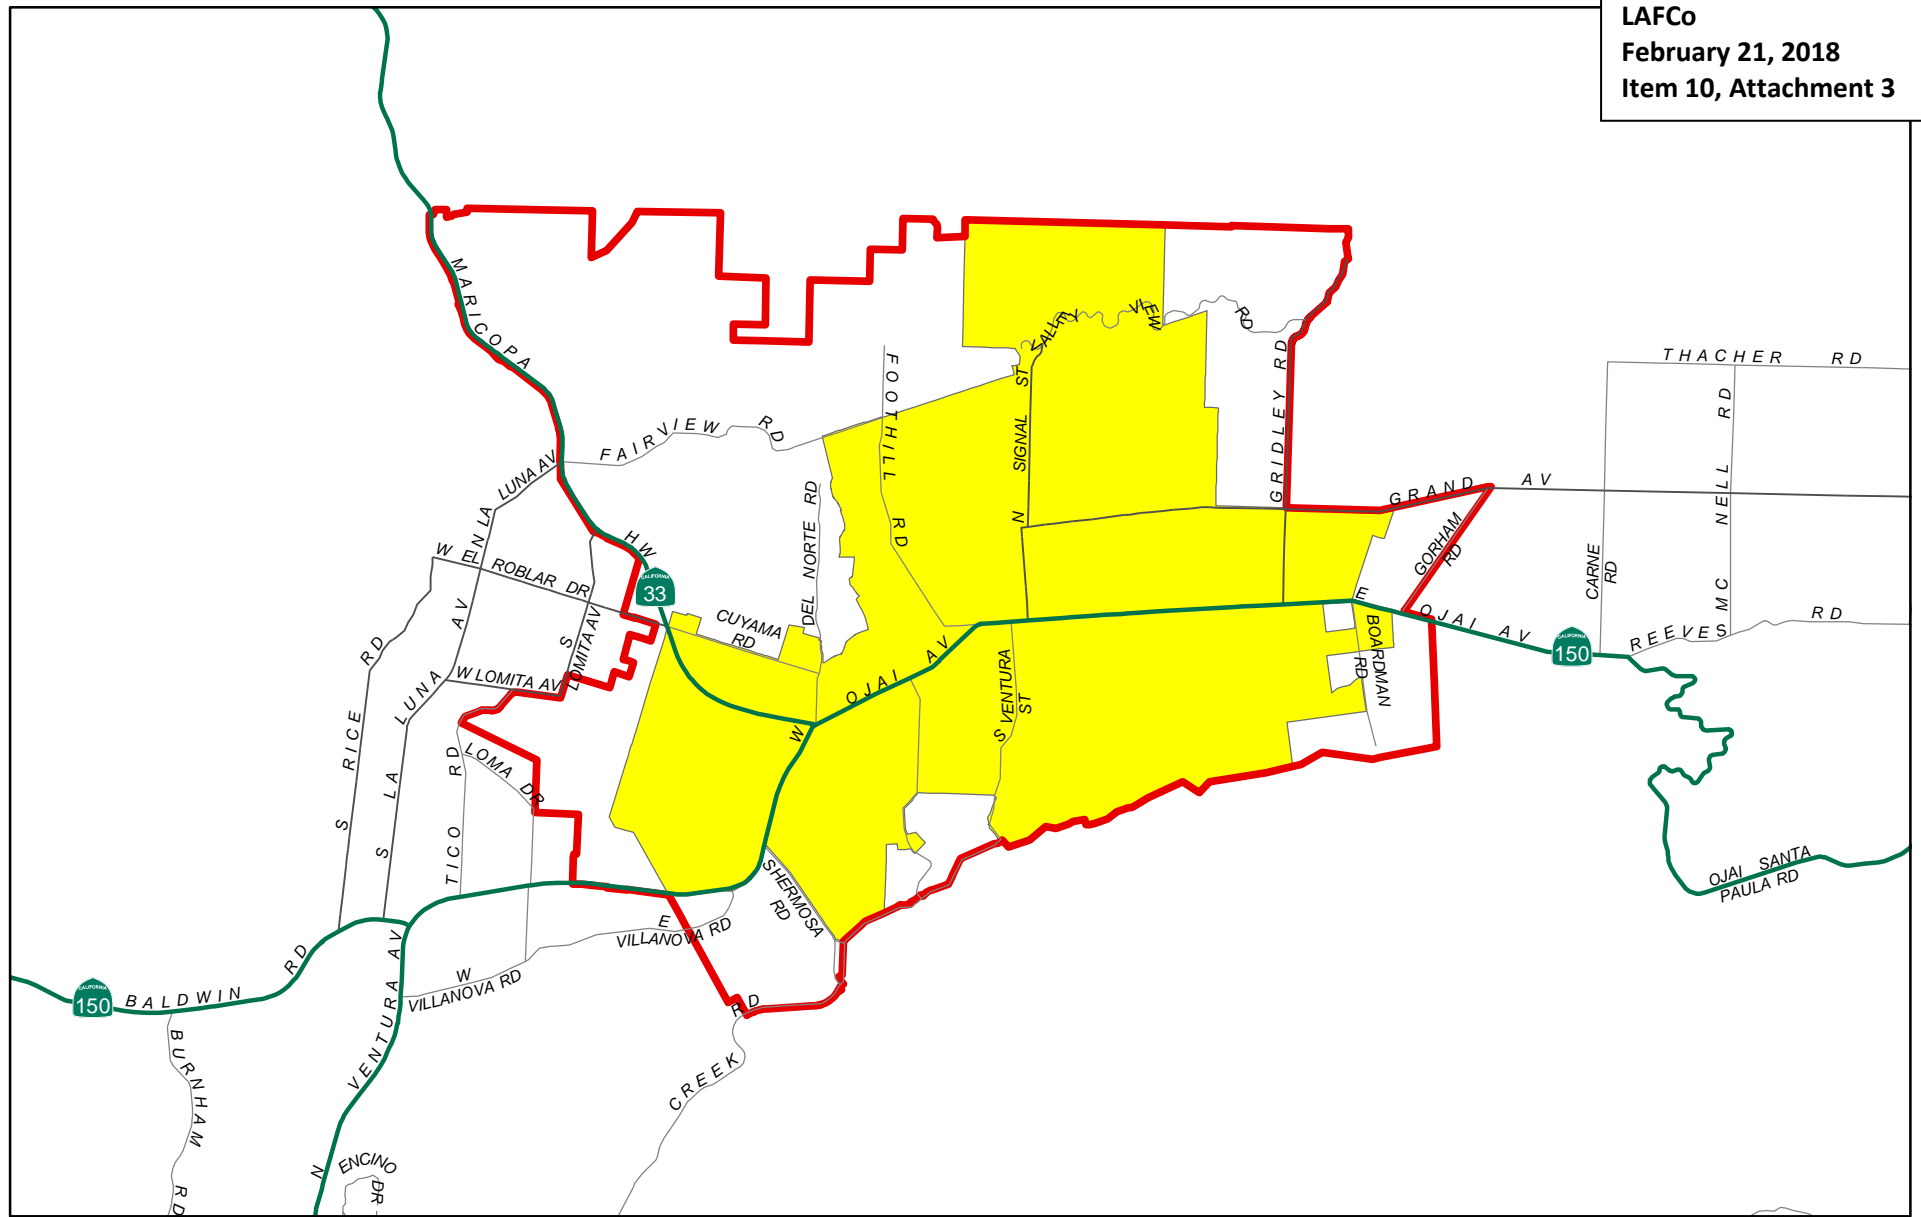 LAFCo
February 21, 2018
Item 10, Attachment 3
MARICOPA HW
VALLEY VIEW RD
FOOTHILL RD
N SIGNAL ST
GRIDLEY RD
THACHER RD
MC NELL RD
S
FAIRVIEW RD
N LA LUNA AV
GRAND AV
GORHAM RD
CARNE RD
DEL NORTE RD
W EL ROBLAR DR
CALIFORNIA
33
CUYAMA RD
S LOMITA AV
W LOMITA AV
E OJAI AV
BOARDMAN RD
CALIFORNIA
150
REEVES RD
S RICE RD
S LA LUNA AV
W OJAI AV
S VENTURA ST
TICO RD
LOMA DR
SHERMOSA RD
OJAI SANTA PAULA RD
E VILLANOVA RD
W VILLANOVA RD
CALIFORNIA
150
BALDWIN RD
N VENTURA AV
CREEK RD
BURNHAM RD
ENCINO DR